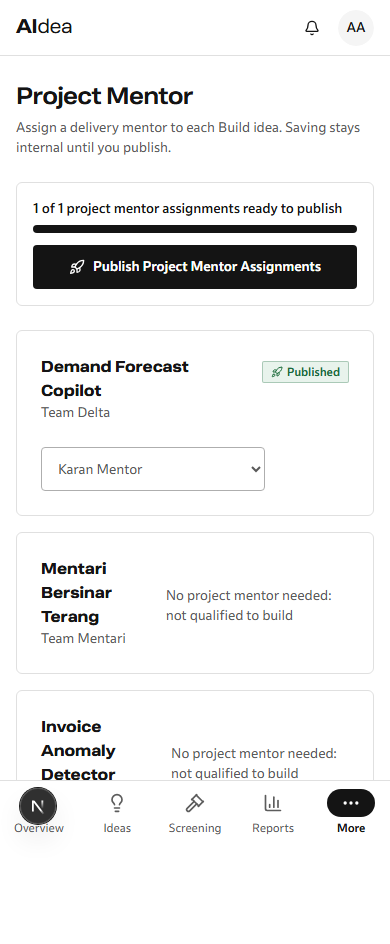 AIdea
AA
Project Mentor
Assign a delivery mentor to each Build idea. Saving stays
internal until you publish.
1 of 1 project mentor assignments ready to publish
Publish Project Mentor Assignments
Demand Forecast
Copilot
Published
Team Delta
Karan Mentor
Mentari
Bersinar
Terang
Team Mentari
No project mentor needed:
not qualified to build
Invoice
Anomaly
Detector
No project mentor needed:
not qualified to build
N
Overview
Ideas
Screening
Reports
More